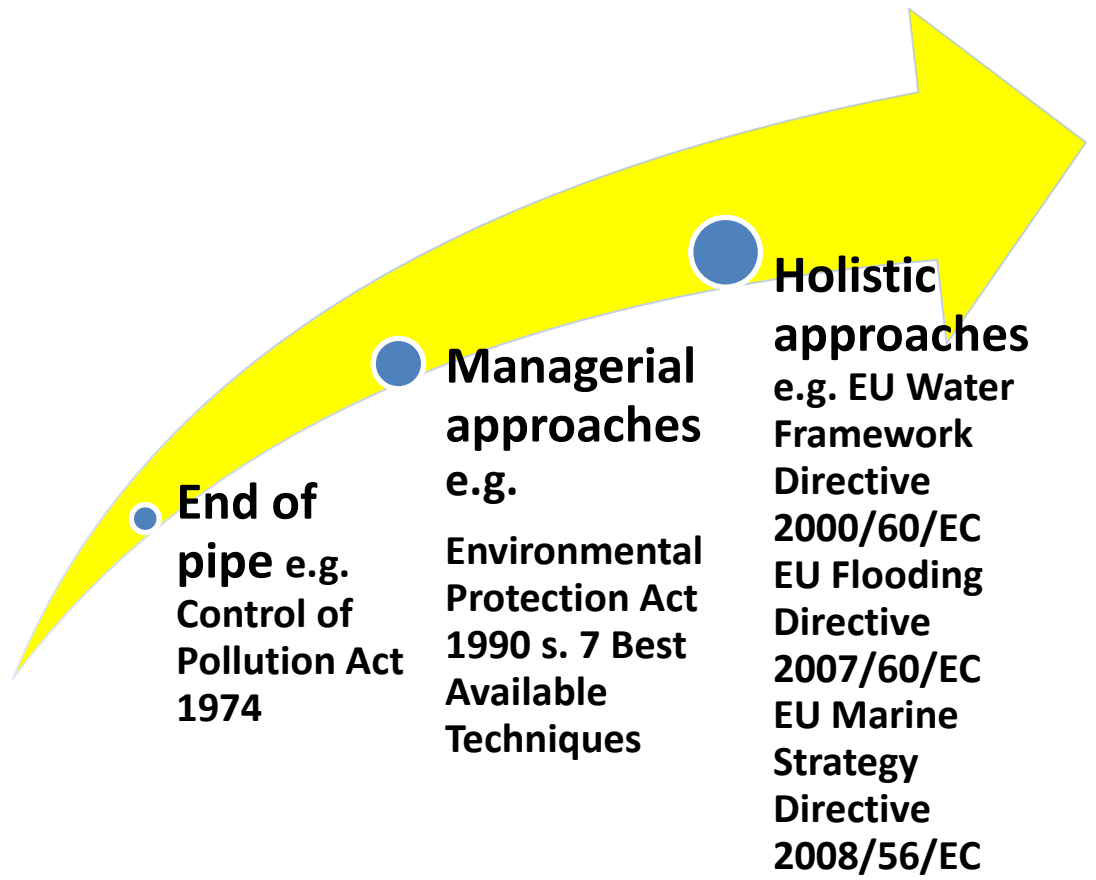 End of
pipe e.g.
Control of
Pollution Act
1974
Managerial
approaches
e.g.
Environmental
Protection Act
1990 s. 7 Best
Available
Techniques
Holistic
approaches
e.g. EU Water
Framework
Directive
2000/60/EC
EU Flooding
Directive
2007/60/EC
EU Marine
Strategy
Directive
2008/56/EC